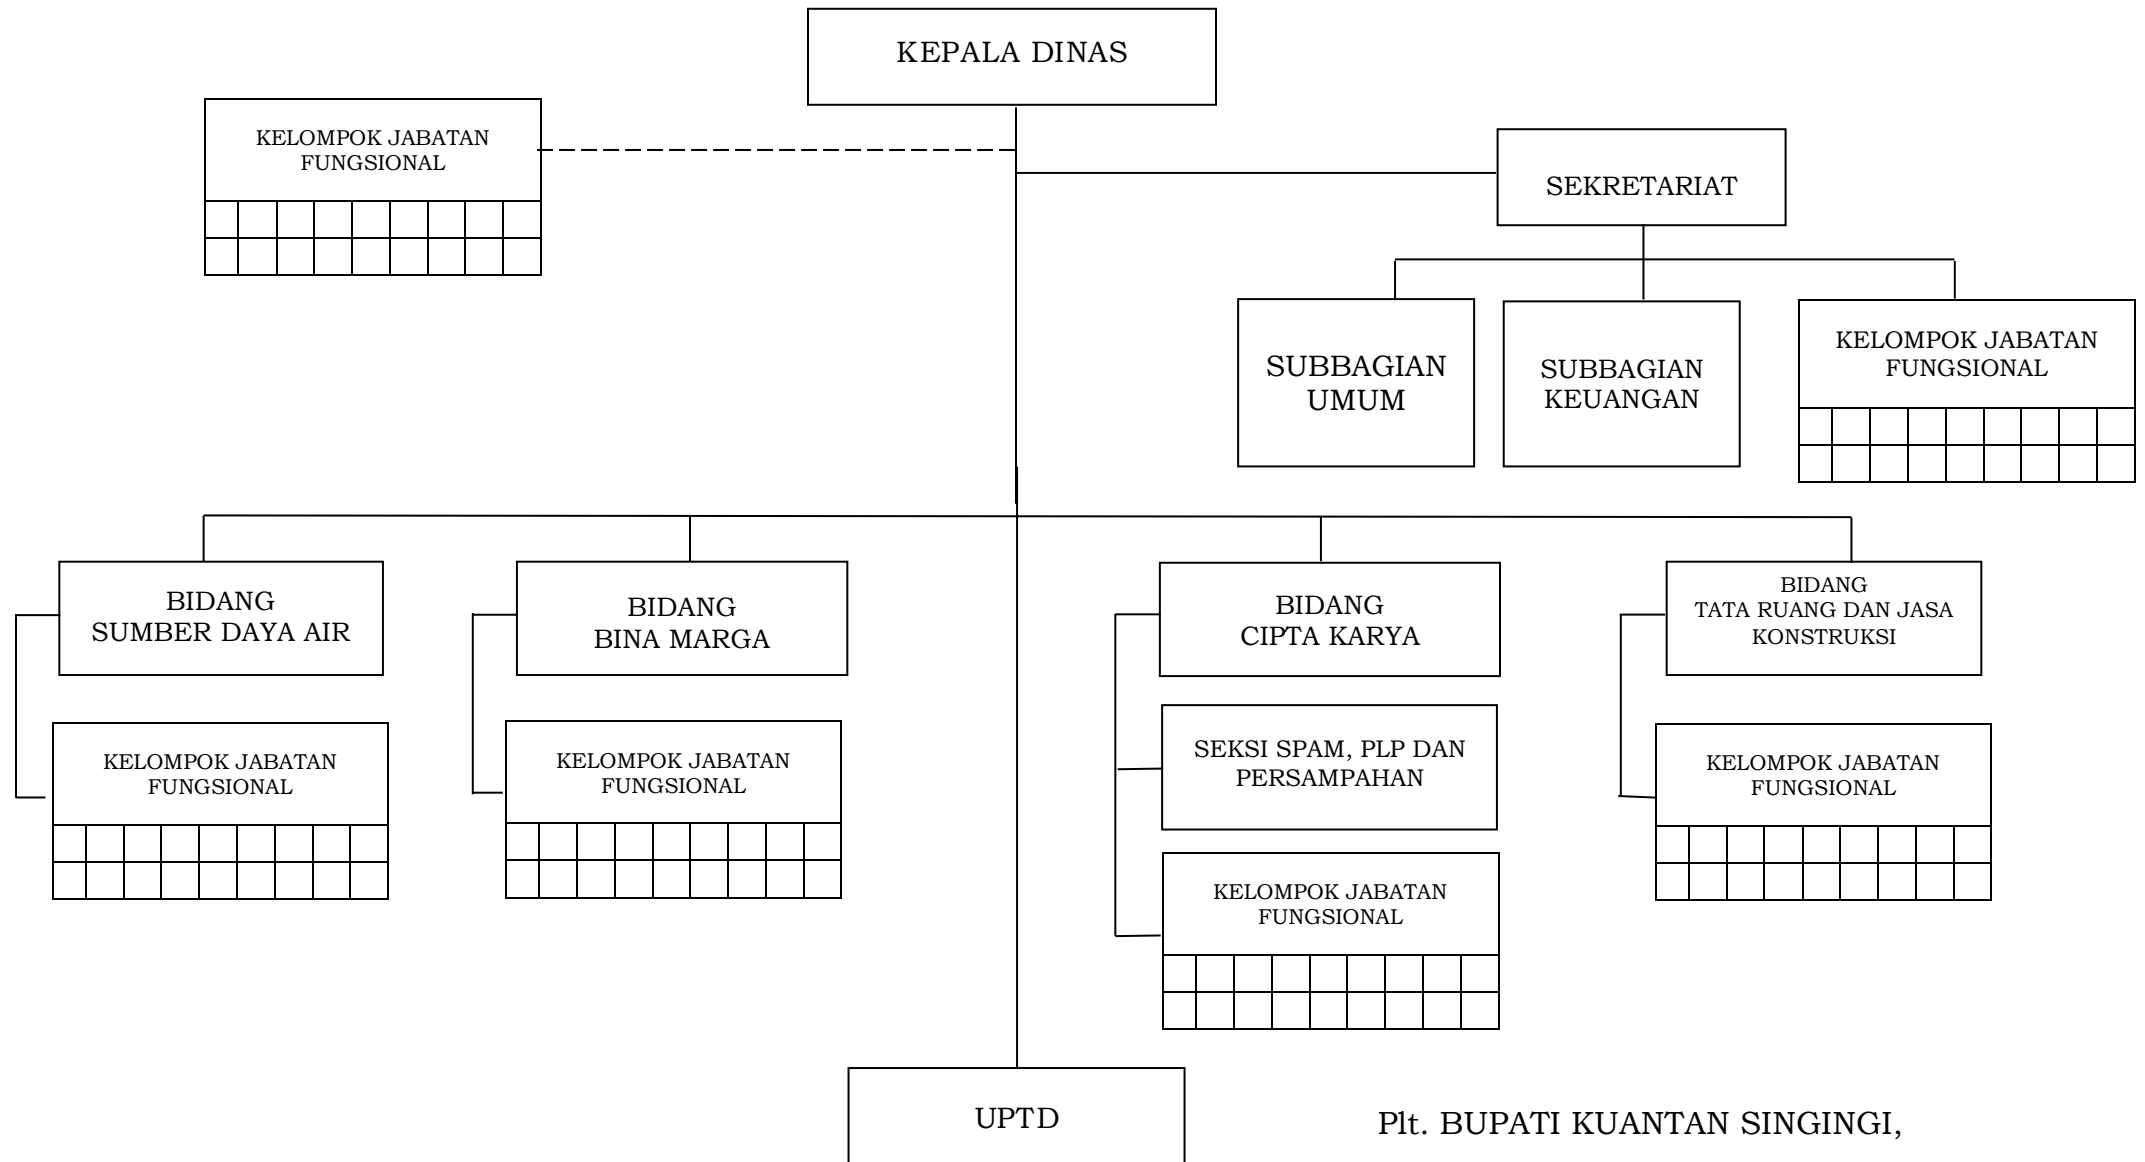 KEPALA DINAS
KELOMPOK JABATAN
FUNGSIONAL
SEKRETARIAT
SUBBAGIAN
UMUM
SUBBAGIAN
KEUANGAN
KELOMPOK JABATAN
FUNGSIONAL
BIDANG
SUMBER DAYA AIR
BIDANG
BINA MARGA
BIDANG
CIPTA KARYA
BIDANG
TATA RUANG DAN JASA
KONSTRUKSI
KELOMPOK JABATAN
FUNGSIONAL
KELOMPOK JABATAN
FUNGSIONAL
SEKSI SPAM, PLP DAN
PERSAMPAHAN
KELOMPOK JABATAN
FUNGSIONAL
KELOMPOK JABATAN
FUNGSIONAL
UPTD
Plt. BUPATI KUANTAN SINGINGI,